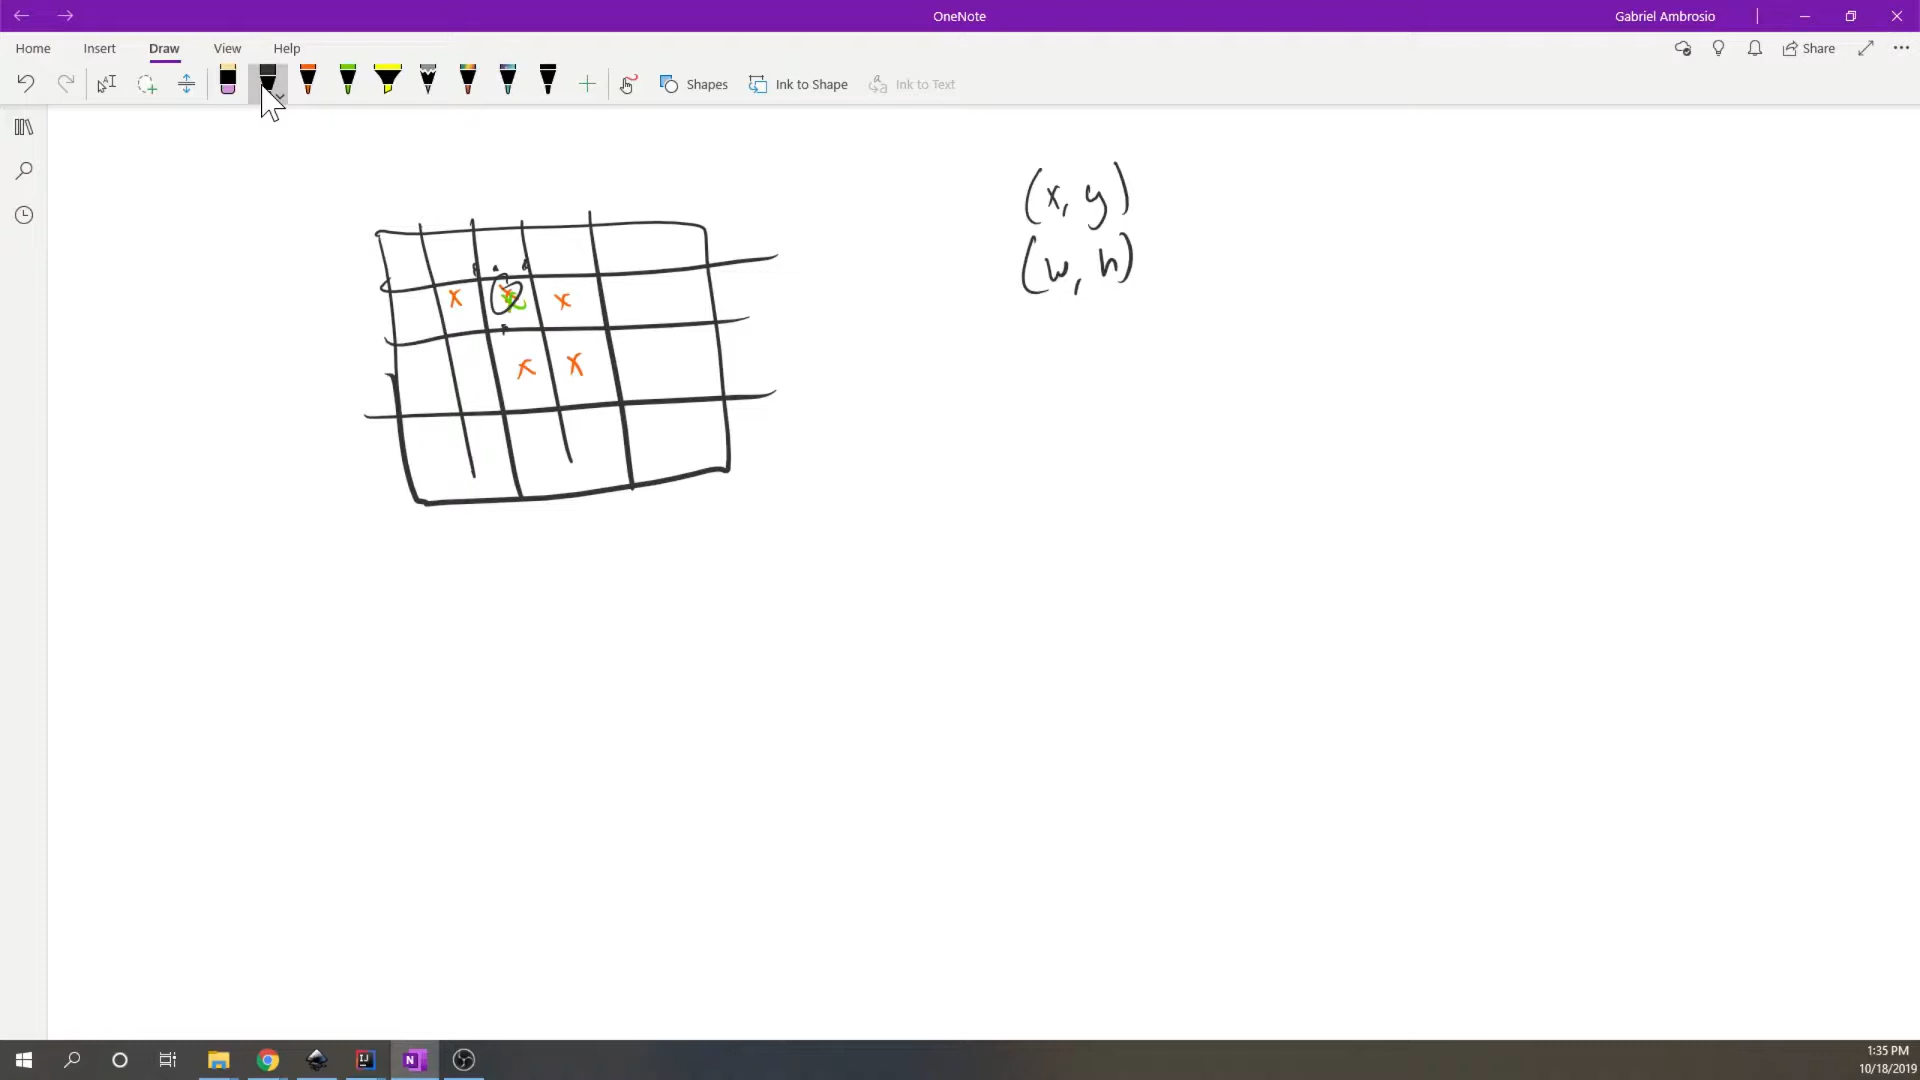 OneNote
Gabriel Ambrosio
Home Insert Draw View Help
Share
Shapes Ink to Shape Ink to Text
(x, y)
(w, h)
x x x
x x
1:35 PM
10/18/2019